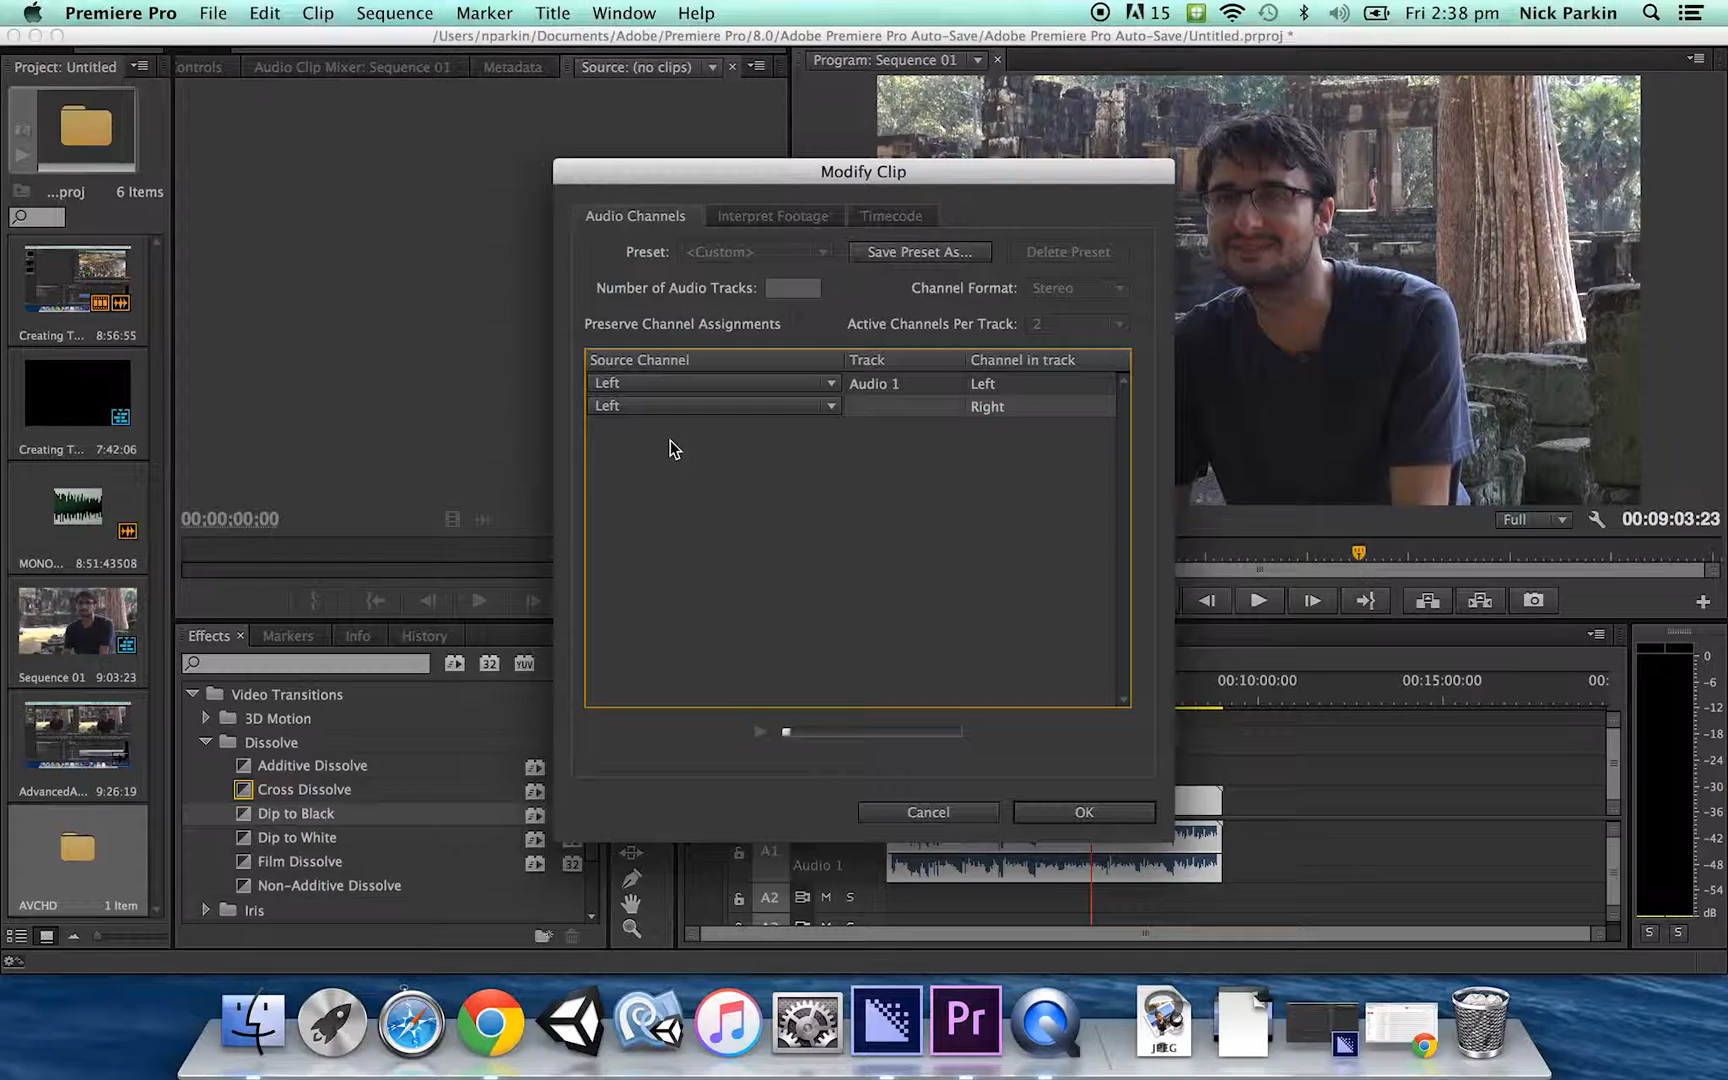 Premiere Pro File Edit Clip Sequence Marker Title Window Help
15 Fri 2:38 pm Nick Parkin
/Users/nparkin/Documents/Adobe/Premiere Pro/8.0/Adobe Premiere Pro Auto-Save/Adobe Premiere Pro Auto-Save/Untitled.prproj *
Project: Untitled
ontrols Audio Clip Mixer: Sequence 01 Metadata Source: (no clips)
Program: Sequence 01
...proj 6 Items
Creating T... 8:56:55
Creating T... 7:42:06
MONO... 8:51:43508
Sequence 01 9:03:23
AdvancedA... 9:26:19
AVCHD 1 Item
00:00:00:00
Full 00:09:03:23
Modify Clip
Audio Channels Interpret Footage Timecode
Preset: <Custom> Save Preset As... Delete Preset
Number of Audio Tracks: Channel Format: Stereo
Preserve Channel Assignments Active Channels Per Track: 2
Source Channel Track Channel in track
Left Audio 1 Left
Left Right
Cancel OK
Effects Markers Info History
32 YUV
Video Transitions
3D Motion
Dissolve
Additive Dissolve
Cross Dissolve
Dip to Black
Dip to White
Film Dissolve
32
Non-Additive Dissolve
Iris
00:10:00:00 00:15:00:00 00:
A1 Audio 1
A2 M S
0
-6
-12
-18
-24
-30
-36
-42
-48
-54
dB
S S
Pr
JPEG